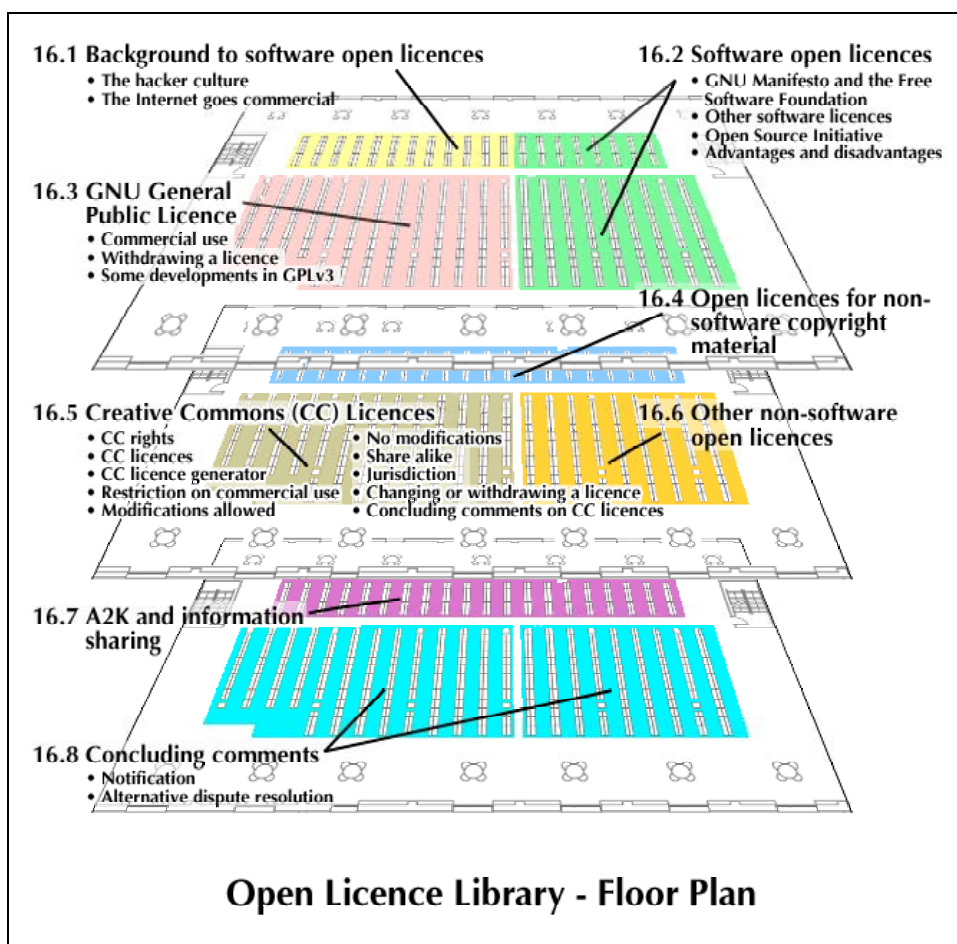 16.1 Background to software open licences
• The hacker culture
• The Internet goes commercial
16.2 Software open licences
• GNU Manifesto and the Free
Software Foundation
• Other software licences
• Open Source Initiative
• Advantages and disadvantages
16.3 GNU General
Public Licence
• Commercial use
• Withdrawing a licence
• Some developments in GPLv3
16.4 Open licences for non-
software copyright
material
16.5 Creative Commons (CC) Licences
• CC rights
• CC licences
• CC licence generator
• Restriction on commercial use
• Modifications allowed
• No modifications
• Share alike
• Jurisdiction
• Changing or withdrawing a licence
• Concluding comments on CC licences
16.6 Other non-software
open licences
16.7 A2K and information
sharing
16.8 Concluding comments
• Notification
• Alternative dispute resolution
Open Licence Library - Floor Plan